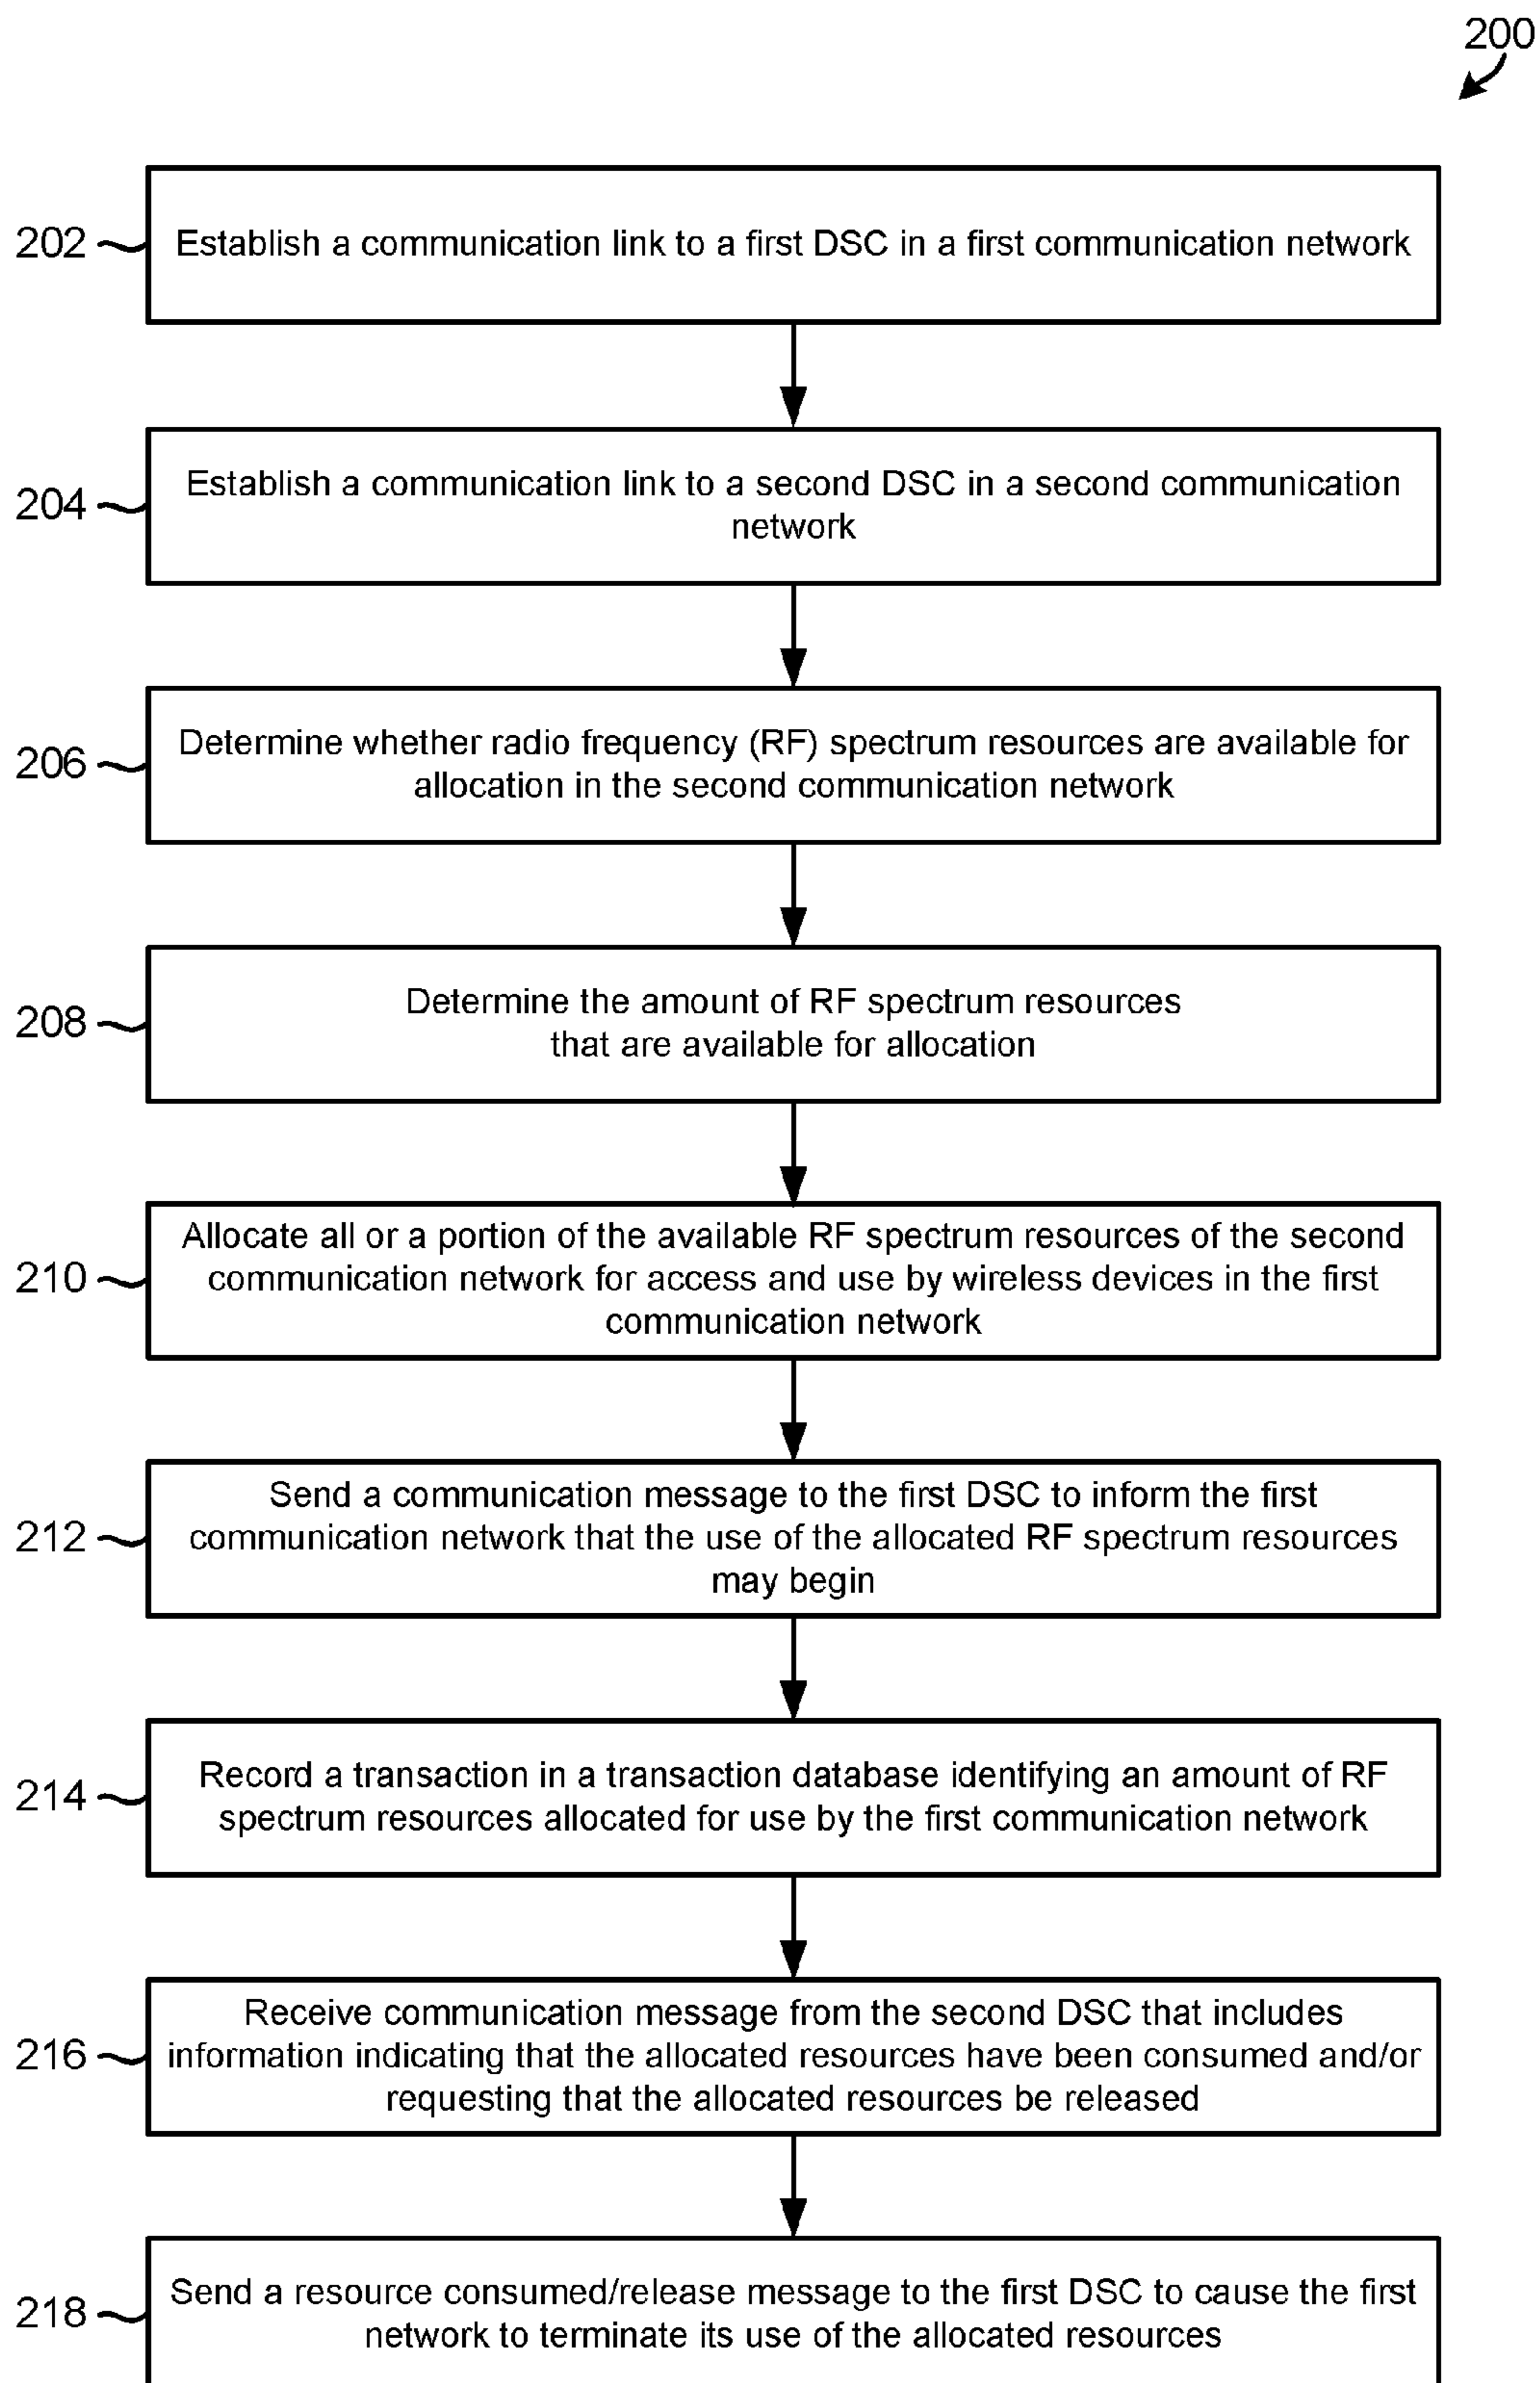 200
202
Establish a communication link to a first DSC in a first communication network
204
Establish a communication link to a second DSC in a second communication
network
206
Determine whether radio frequency (RF) spectrum resources are available for
allocation in the second communication network
208
Determine the amount of RF spectrum resources
that are available for allocation
210
Allocate all or a portion of the available RF spectrum resources of the second
communication network for access and use by wireless devices in the first
communication network
212
Send a communication message to the first DSC to inform the first
communication network that the use of the allocated RF spectrum resources
may begin
214
Record a transaction in a transaction database identifying an amount of RF
spectrum resources allocated for use by the first communication network
216
Receive communication message from the second DSC that includes
information indicating that the allocated resources have been consumed and/or
requesting that the allocated resources be released
218
Send a resource consumed/release message to the first DSC to cause the first
network to terminate its use of the allocated resources